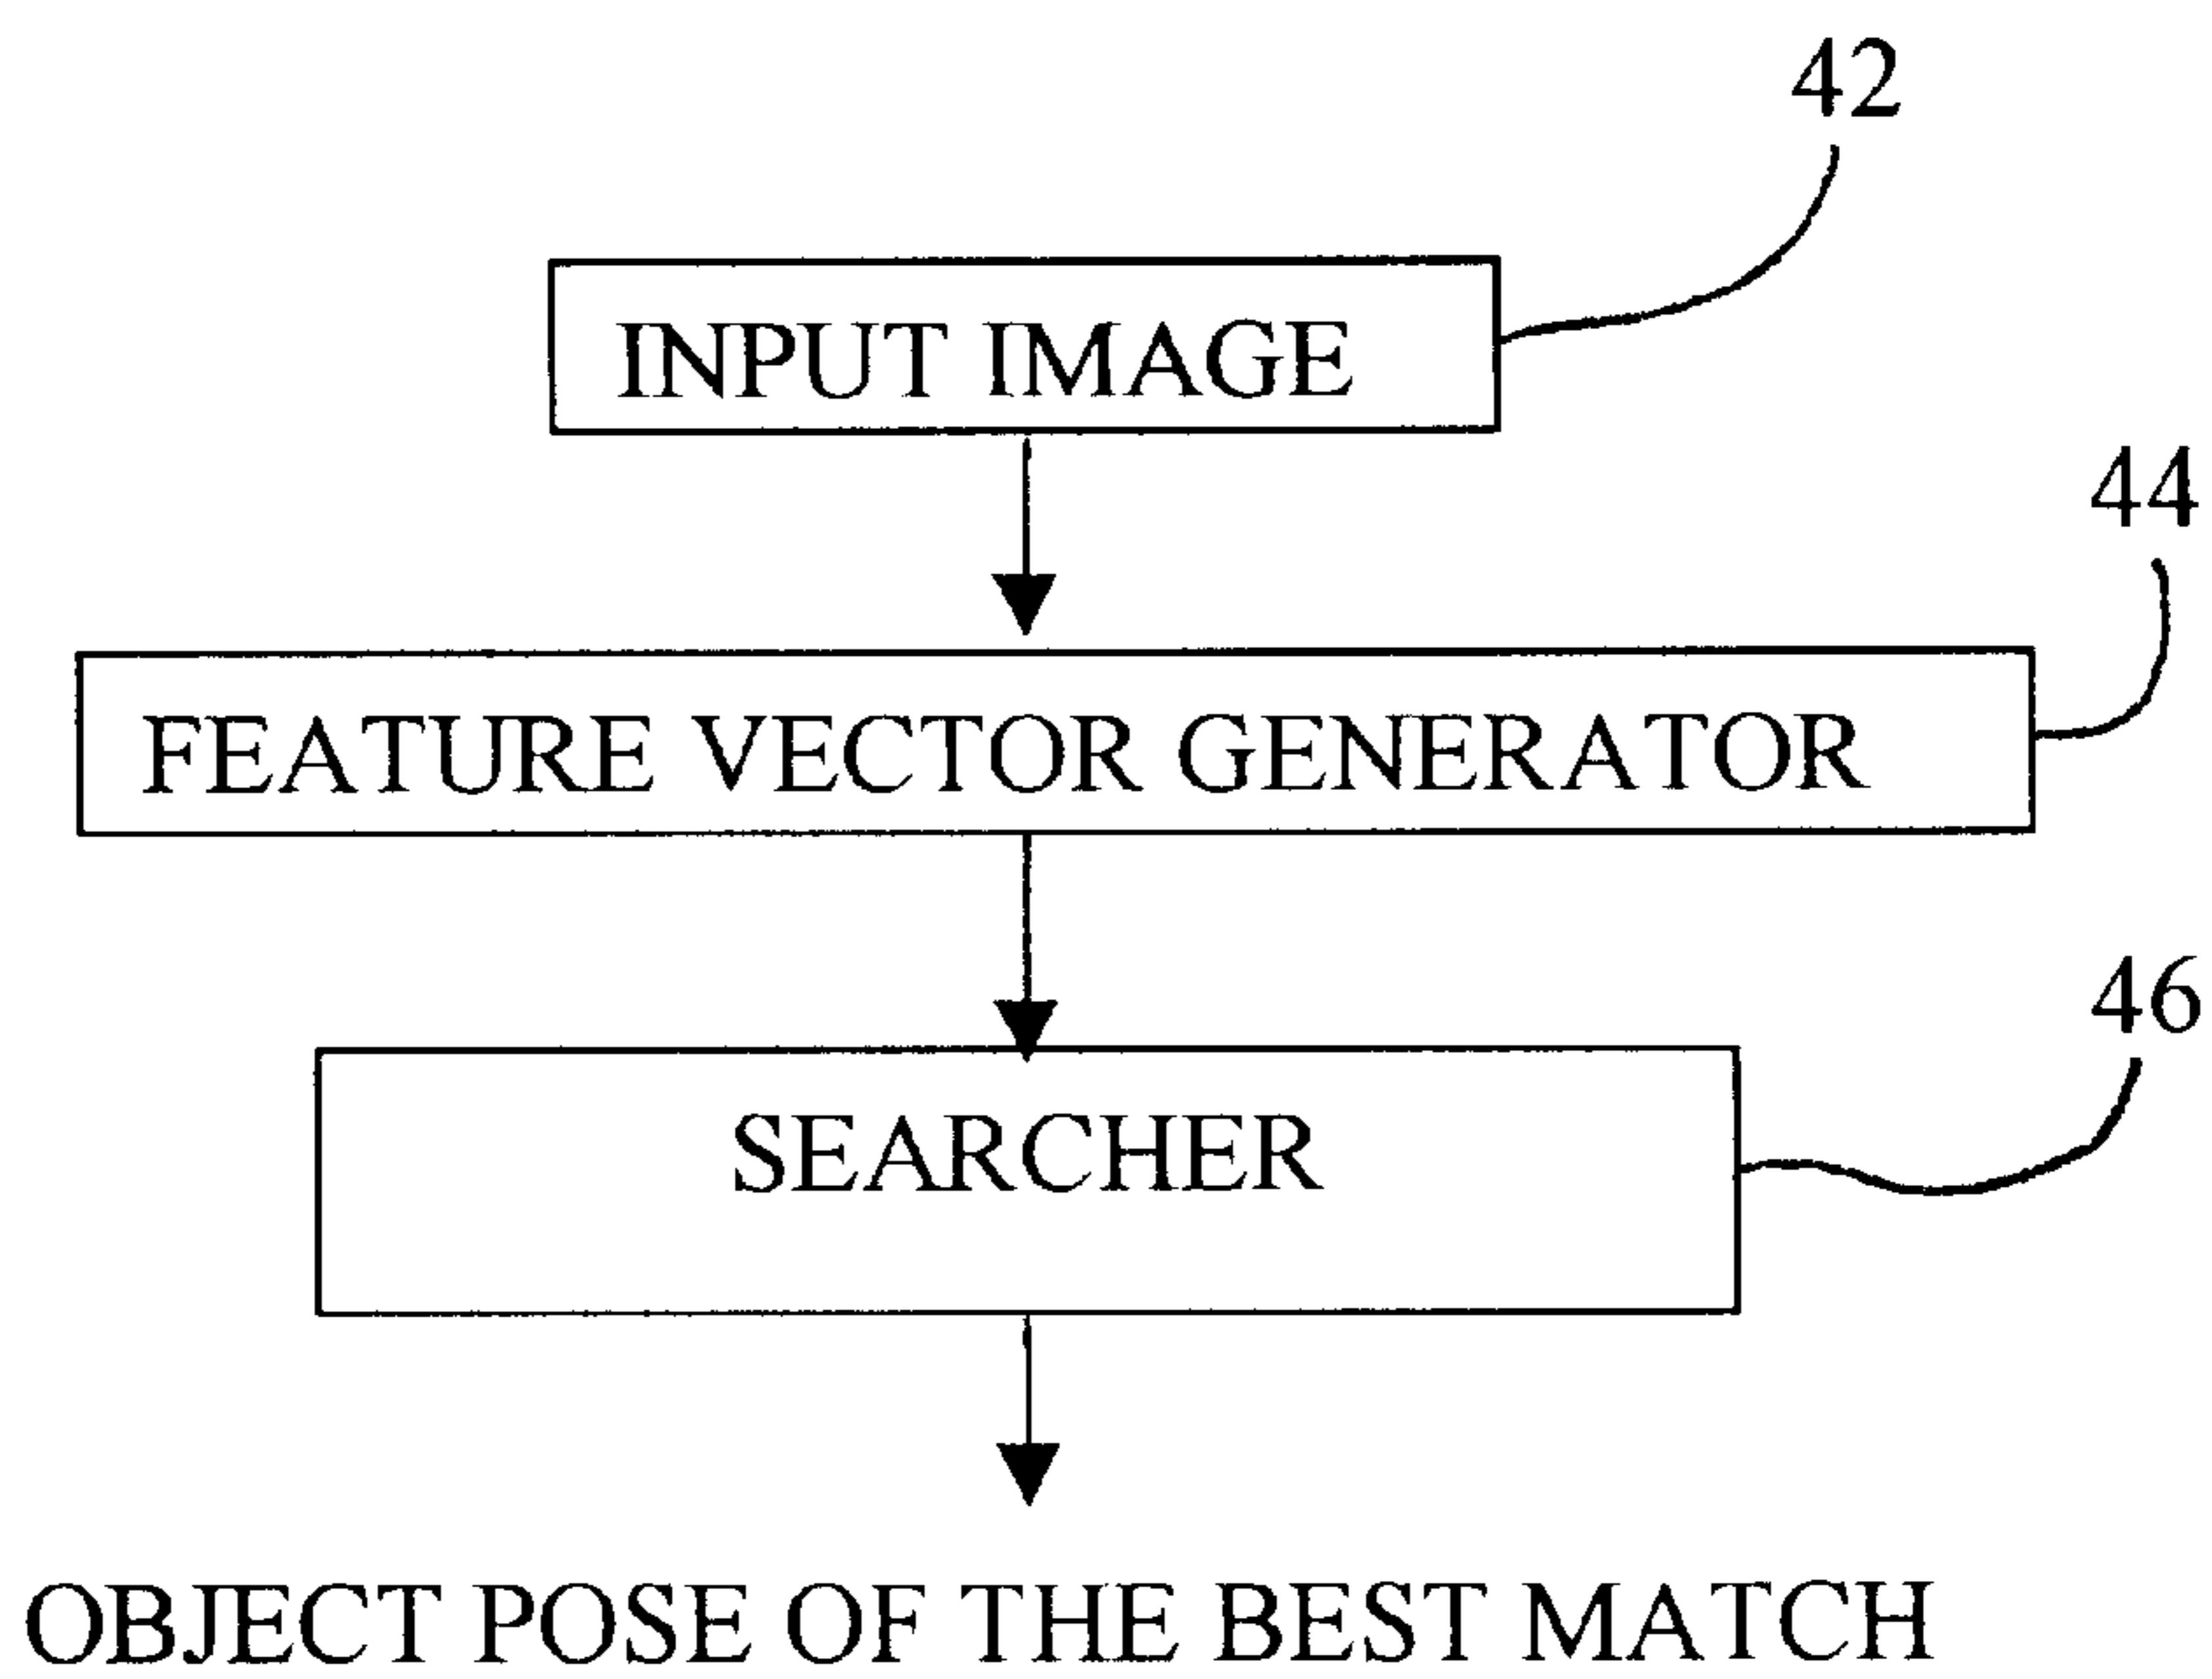 42
INPUT IMAGE
44
FEATURE VECTOR GENERATOR
46
SEARCHER
OBJECT POSE OF THE BEST MATCH